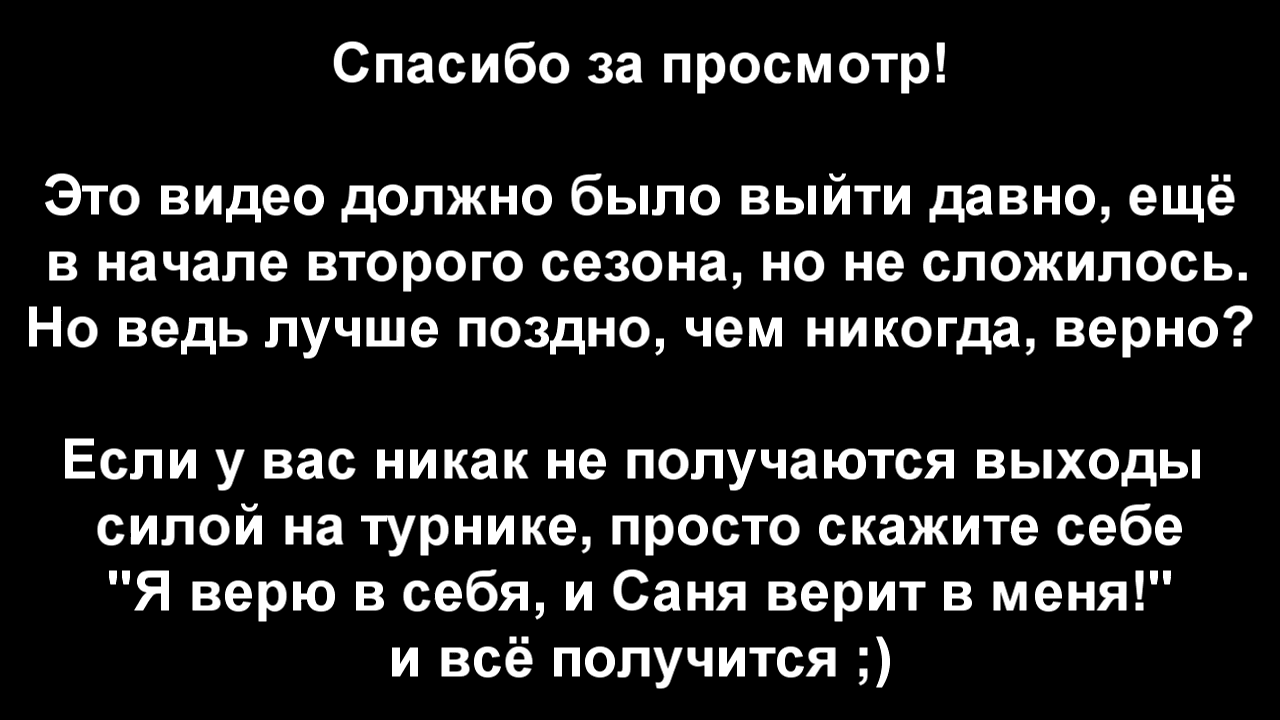 Спасибо за просмотр!
Это видео должно было выйти давно, ещё
в начале второго сезона, но не сложилось.
Но ведь лучше поздно, чем никогда, верно?
Если у вас никак не получаются выходы
силой на турнике, просто скажите себе
"Я верю в себя, и Саня верит в меня!"
и всё получится ;)